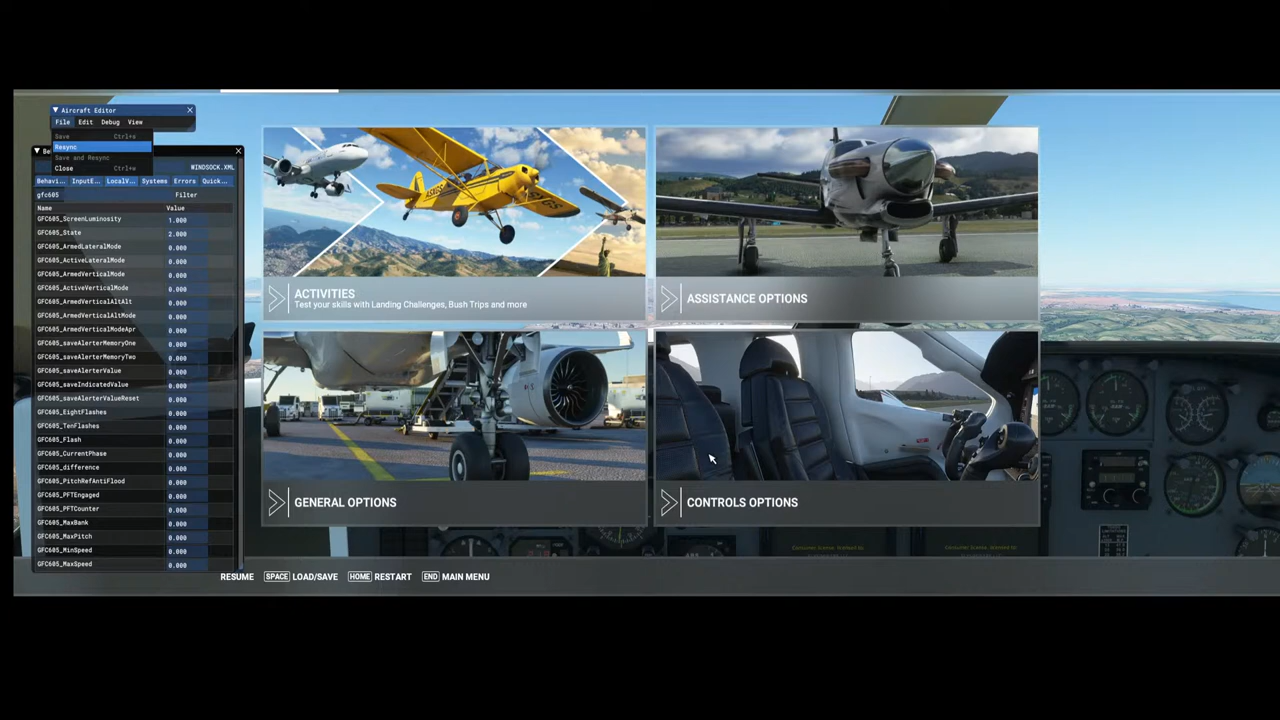 Aircraft Editor
File Edit Debug View
Save Ctrl+s
Resync
Save and Resync
Close Ctrl+w
WINDSOCK.XML
Behavi... InputE... LocalV... Systems Errors Quick...
gfc605 Filter
Name Value
GFC605_ScreenLuminosity 1.000
GFC605_State 2.000
GFC605_ArmedLateralMode 0.000
GFC605_ActiveLateralMode 0.000
GFC605_ArmedVerticalMode 0.000
GFC605_ActiveVerticalMode 0.000
GFC605_ArmedVerticalAltAlt 0.000
GFC605_ArmedVerticalAltMode 0.000
GFC605_ArmedVerticalModeApr 0.000
GFC605_saveAlerterMemoryOne 0.000
GFC605_saveAlerterMemoryTwo 0.000
GFC605_saveAlerterValue 0.000
GFC605_saveIndicatedValue 0.000
GFC605_saveAlerterValueReset 0.000
GFC605_EightFlashes 0.000
GFC605_TenFlashes 0.000
GFC605_Flash 0.000
GFC605_CurrentPhase 0.000
GFC605_difference 0.000
GFC605_PitchRefAntiFlood 0.000
GFC605_PFTEngaged 0.000
GFC605_PFTCounter 0.000
GFC605_MaxBank 0.000
GFC605_MaxPitch 0.000
GFC605_MinSpeed 0.000
GFC605_MaxSpeed 0.000
ACTIVITIES
Test your skills with Landing Challenges, Bush Trips and more
ASSISTANCE OPTIONS
GENERAL OPTIONS
CONTROLS OPTIONS
RESUME SPACE LOAD/SAVE HOME RESTART END MAIN MENU